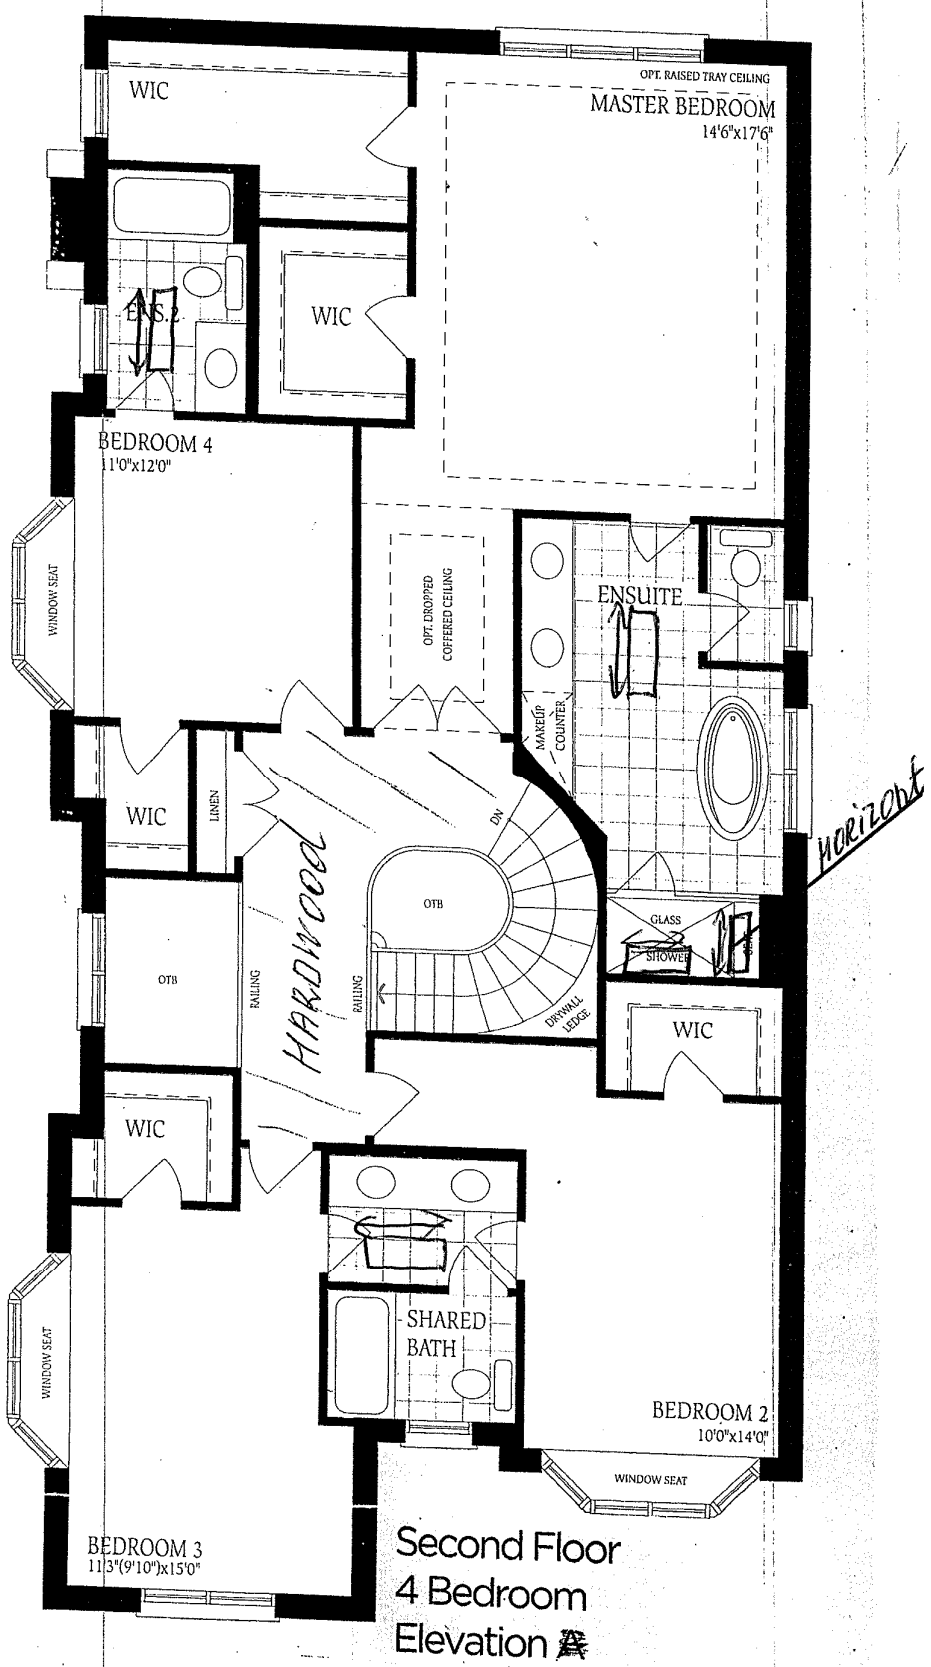 OPT. RAISED TRAY CEILING
MASTER BEDROOM
14'6"x17'6"
WIC
ENS.2
WIC
BEDROOM 4
11'0"x12'0"
WINDOW SEAT
OPT. DROPPED
COFFERED CEILING
ENSUITE
MAKEUP
COUNTER
WIC
LINEN
DN
HARDWOOD
OTB
HORIZONT
GLASS
SHOWER
OTB
RAILING
RAILING
DRYWALL
LEDGE
WIC
WIC
SHARED
BATH
WINDOW SEAT
BEDROOM 2
10'0"x14'0"
WINDOW SEAT
BEDROOM 3
11'3"(9'10")x15'0"
Second Floor
4 Bedroom
Elevation A